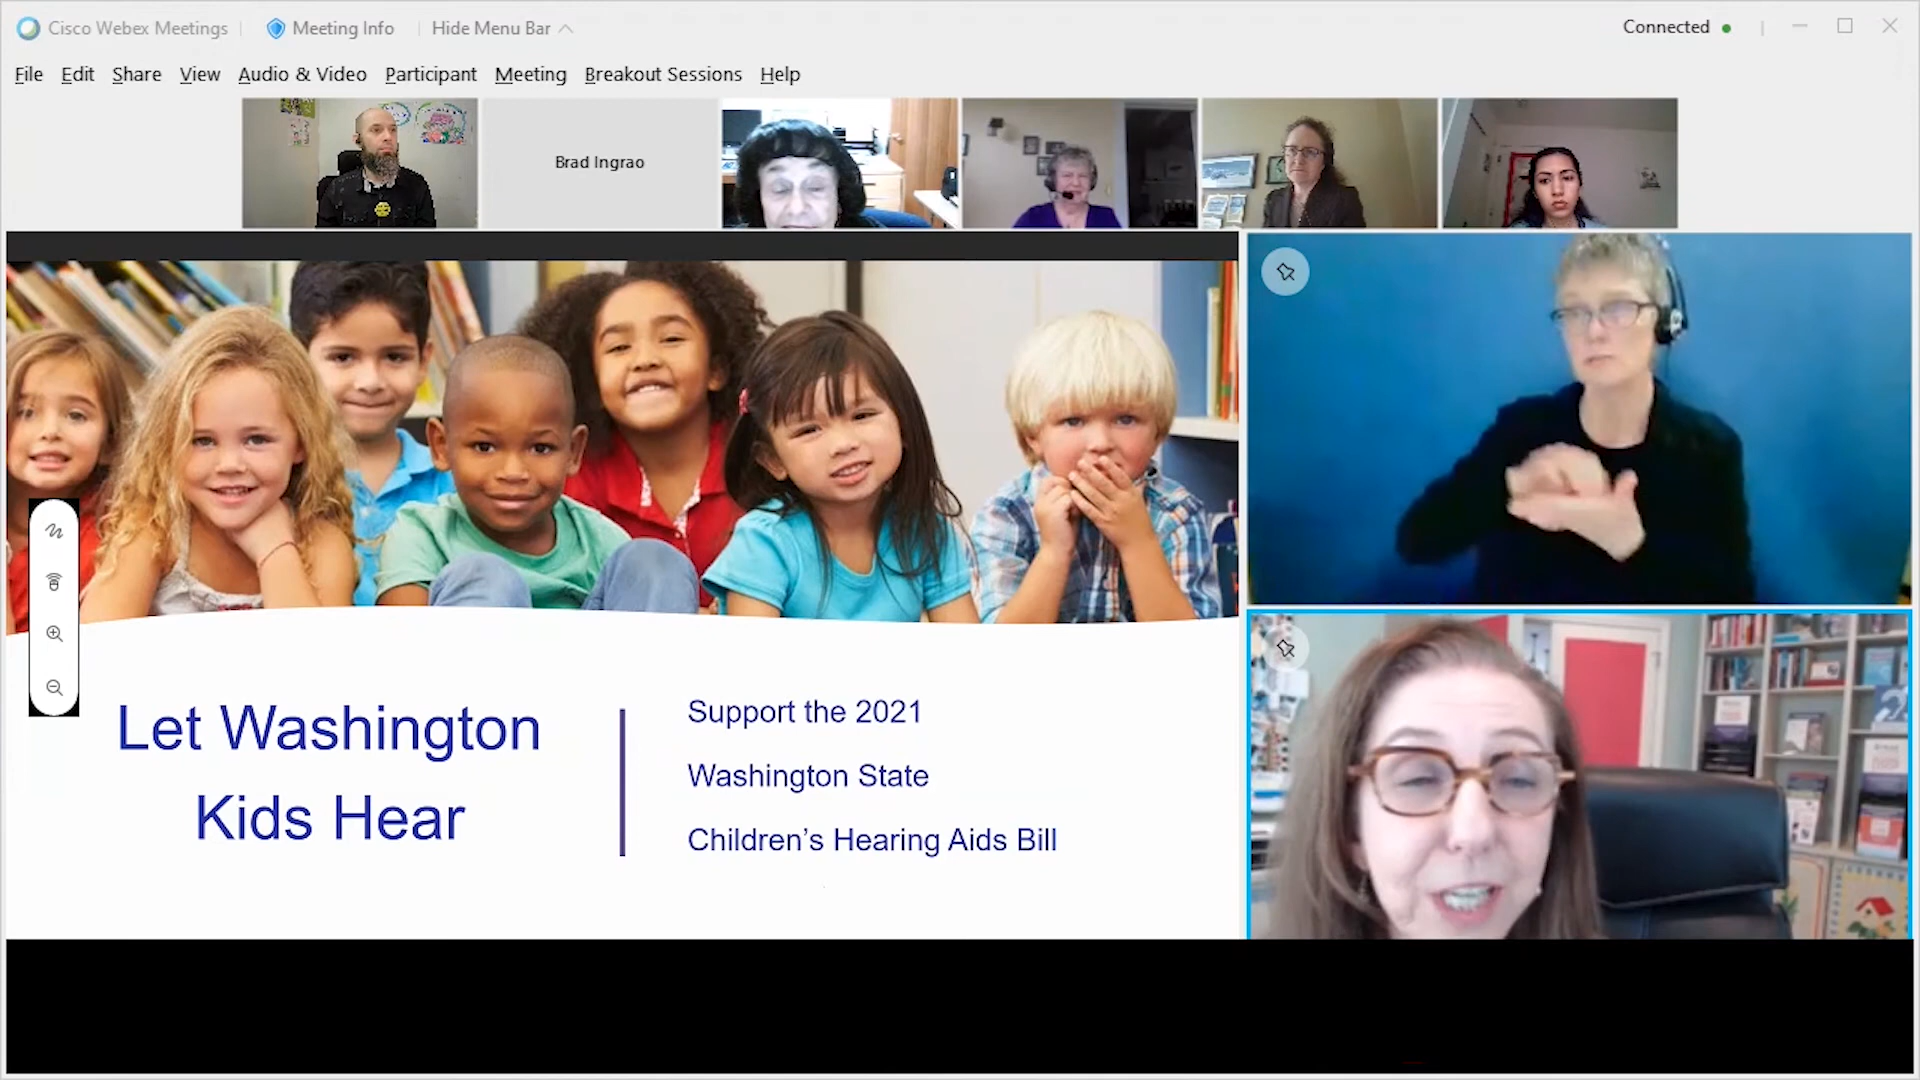 Cisco Webex Meetings
Meeting Info
Hide Menu Bar
Connected
File Edit Share View Audio & Video Participant Meeting Breakout Sessions Help
Brad Ingrao
Let Washington
Kids Hear
Support the 2021
Washington State
Children’s Hearing Aids Bill